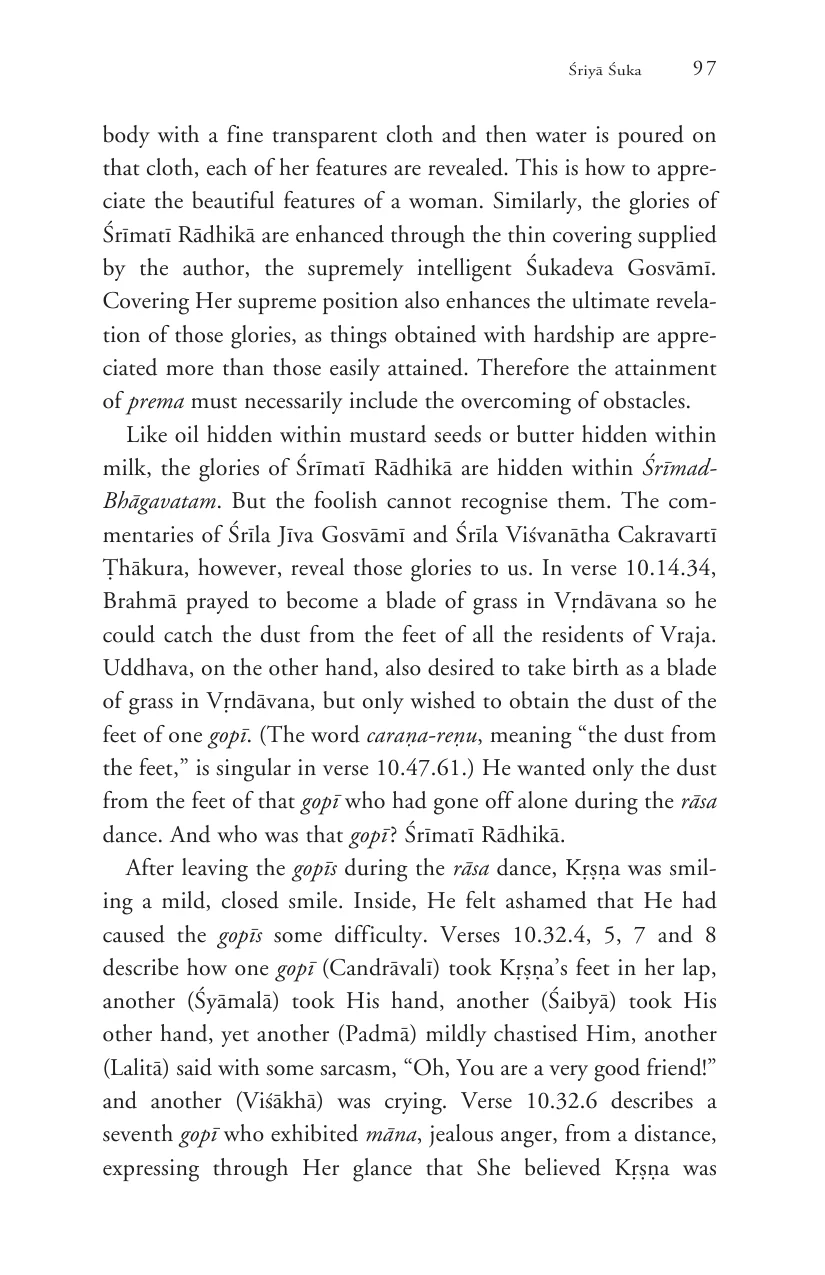 Śriyā Śuka 97
body with a fine transparent cloth and then water is poured on
that cloth, each of her features are revealed. This is how to appre-
ciate the beautiful features of a woman. Similarly, the glories of
Śrīmatī Rādhikā are enhanced through the thin covering supplied
by the author, the supremely intelligent Śukadeva Gosvāmī.
Covering Her supreme position also enhances the ultimate revela-
tion of those glories, as things obtained with hardship are appre-
ciated more than those easily attained. Therefore the attainment
of prema must necessarily include the overcoming of obstacles.
Like oil hidden within mustard seeds or butter hidden within
milk, the glories of Śrīmatī Rādhikā are hidden within Śrīmad-
Bhāgavatam. But the foolish cannot recognise them. The com-
mentaries of Śrīla Jīva Gosvāmī and Śrīla Viśvanātha Cakravartī
Ṭhākura, however, reveal those glories to us. In verse 10.14.34,
Brahmā prayed to become a blade of grass in Vṛndāvana so he
could catch the dust from the feet of all the residents of Vraja.
Uddhava, on the other hand, also desired to take birth as a blade
of grass in Vṛndāvana, but only wished to obtain the dust of the
feet of one gopī. (The word caraṇa-reṇu, meaning “the dust from
the feet,” is singular in verse 10.47.61.) He wanted only the dust
from the feet of that gopī who had gone off alone during the rāsa
dance. And who was that gopī? Śrīmatī Rādhikā.
After leaving the gopīs during the rāsa dance, Kṛṣṇa was smil-
ing a mild, closed smile. Inside, He felt ashamed that He had
caused the gopīs some difficulty. Verses 10.32.4, 5, 7 and 8
describe how one gopī (Candrāvalī) took Kṛṣṇa’s feet in her lap,
another (Śyāmalā) took His hand, another (Śaibyā) took His
other hand, yet another (Padmā) mildly chastised Him, another
(Lalitā) said with some sarcasm, “Oh, You are a very good friend!”
and another (Viśākhā) was crying. Verse 10.32.6 describes a
seventh gopī who exhibited māna, jealous anger, from a distance,
expressing through Her glance that She believed Kṛṣṇa was